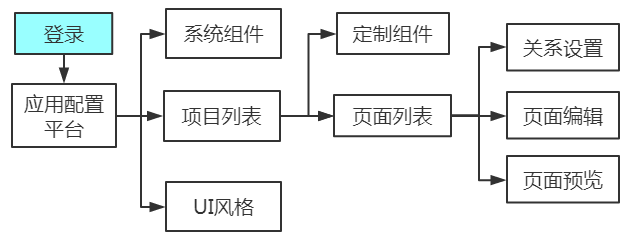 登录
应用配置
平台
系统组件
项目列表
UI风格
定制组件
页面列表
关系设置
页面编辑
页面预览